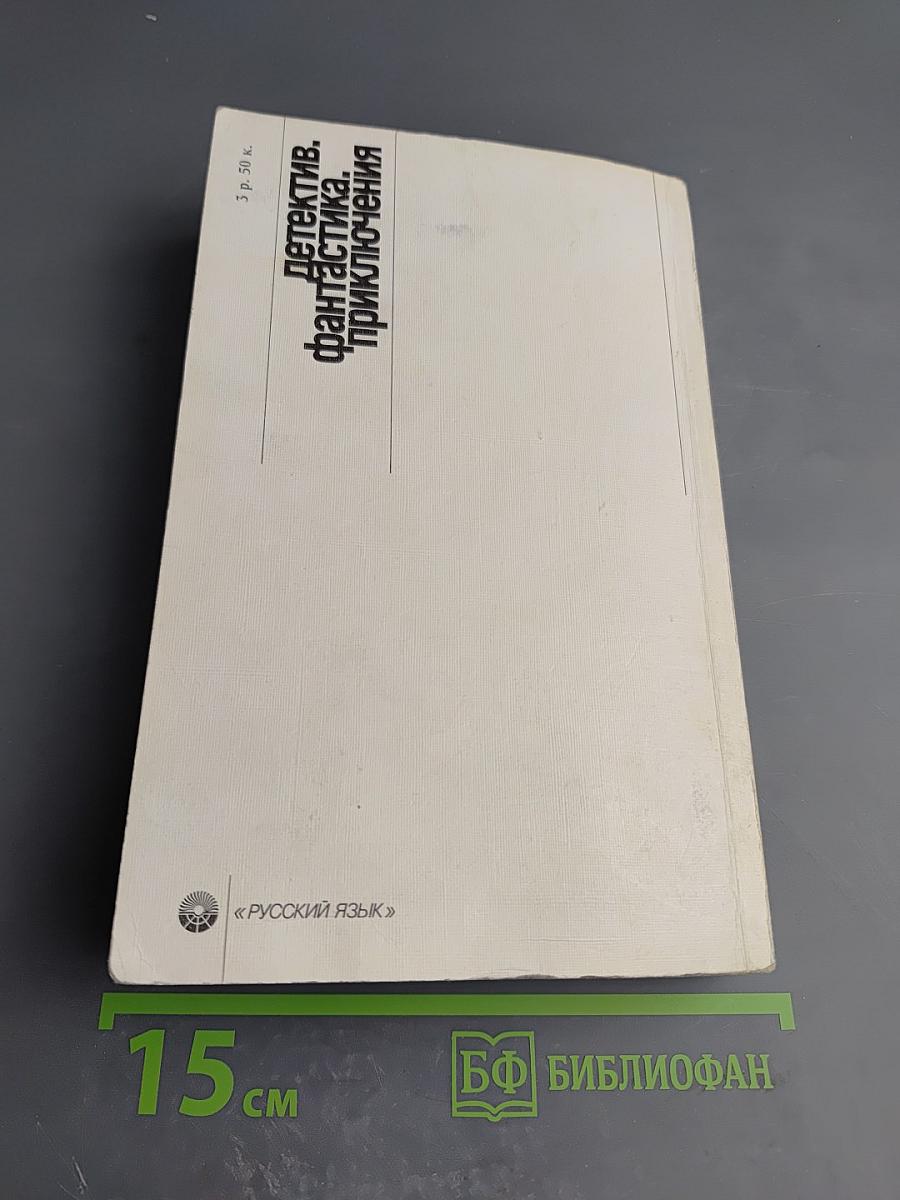 3 р. 50 к.
Детектив.
фантастика.
приключения
«РУССКИЙ ЯЗЫК»
15 см
БФ БИБЛИОФАН